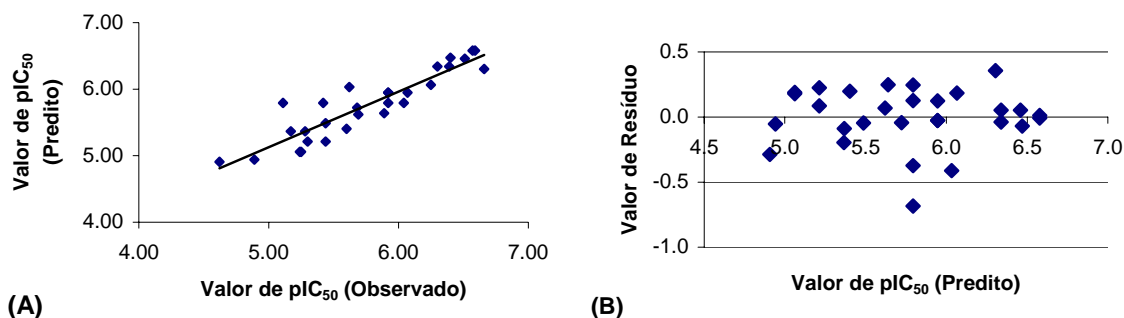 7.00
6.00
5.00
4.00
4.00
5.00
6.00
7.00
Valor de pIC50
(Predito)
Valor de pIC50 (Observado)
(A)
0.5
0.0
-0.5
-1.0
4.5
5.0
5.5
6.0
6.5
7.0
Valor de Resíduo
Valor de pIC50 (Predito)
(B)